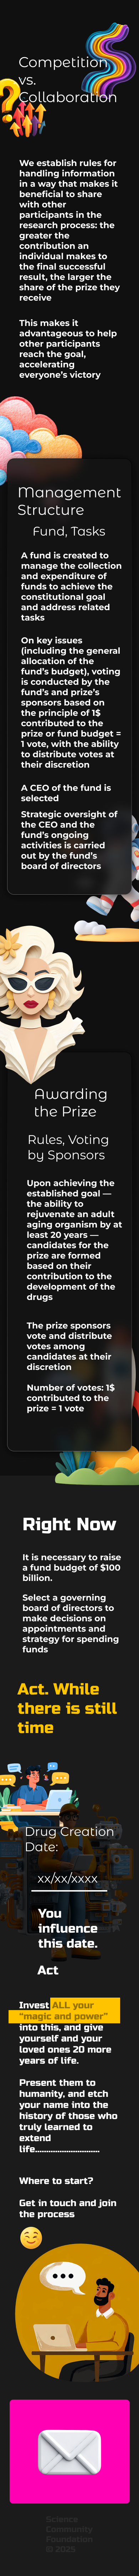 Competition
vs.
Collaboration
We establish rules for
handling information
in a way that makes it
beneficial to share
with other
participants in the
research process: the
greater the
contribution an
individual makes to
the final successful
result, the larger the
share of the prize they
receive
This makes it
advantageous to help
other participants
reach the goal,
accelerating
everyone's victory
Management
Structure
Fund, Tasks
A fund is created to
manage the collection
and expenditure of
funds to achieve the
constitutional goal
and address related
tasks
On key issues
(including the general
allocation of the
fund's budget), voting
is conducted by the
fund's and prize's
sponsors based on
the principle of 1$
contributed to the
prize or fund budget =
1 vote, with the ability
to distribute votes at
their discretion
A CEO of the fund is
selected
Strategic oversight of
the CEO and the
fund's ongoing
activities is carried
out by the fund's
board of directors
Awarding
the Prize
Rules, Voting
by Sponsors
Upon achieving the
established goal —
the ability to
rejuvenate an adult
aging organism by at
least 20 years —
candidates for the
prize are formed
based on their
contribution to the
development of the
drugs
The prize sponsors
vote and distribute
votes among
candidates at their
discretion
Number of votes: 1$
contributed to the
prize = 1 vote
Right Now
It is necessary to raise
a fund budget of $100
billion.
Select a governing
board of directors to
make decisions on
appointments and
strategy for spending
funds
Act. While
there is still
time
Drug Creation
Date:
xx/xx/xxxx
You
influence
this date.
Act
Invest ALL your
"magic and power"
into this, and give
yourself and your
loved ones 20 more
years of life.
Present them to
humanity, and etch
your name into the
history of those who
truly learned to
extend
life..............................
Where to start?
Get in touch and join
the process
Science
Community
Foundation
© 2025